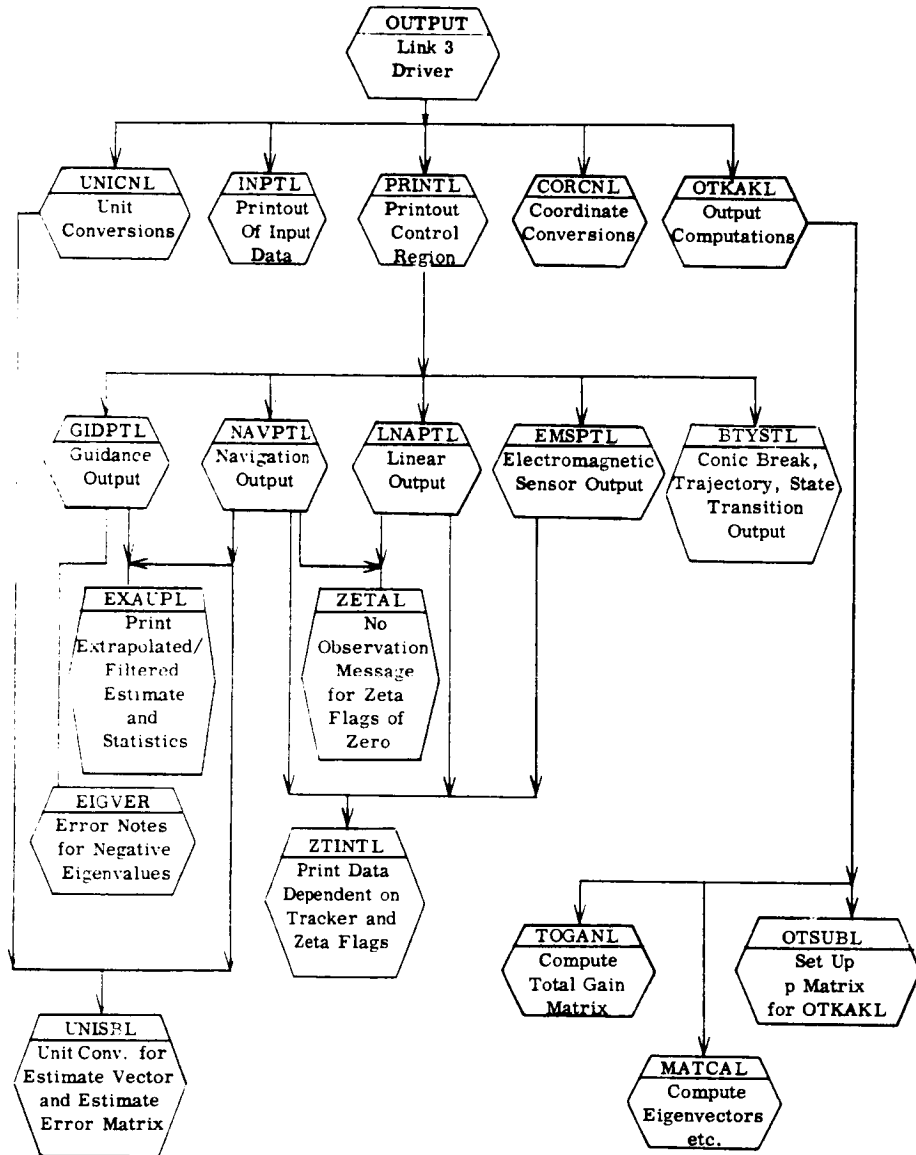 OUTPUT
Link 3
Driver
UNICNL
Unit
Conversions
INPTL
Printout
Of Input
Data
PRINTL
Printout
Control
Region
CORCNL
Coordinate
Conversions
OTKAKL
Output
Computations
GIDPTL
Guidance
Output
NAVPTL
Navigation
Output
LNAPTL
Linear
Output
EMSPTL
Electromagnetic
Sensor Output
BTYSTL
Conic Break,
Trajectory, State
Transition
Output
EXAUPL
Print
Extrapolated/
Filtered
Estimate
and
Statistics
ZETAL
No
Observation
Message
for Zeta
Flags of
Zero
EIGVER
Error Notes
for Negative
Eigenvalues
ZTINTL
Print Data
Dependent on
Tracker and
Zeta Flags
TOGANL
Compute
Total Gain
Matrix
OTSUBL
Set Up
p Matrix
for OTKAKL
UNISBL
Unit Conv. for
Estimate Vector
and Estimate
Error Matrix
MATCAL
Compute
Eigenvectors
etc.